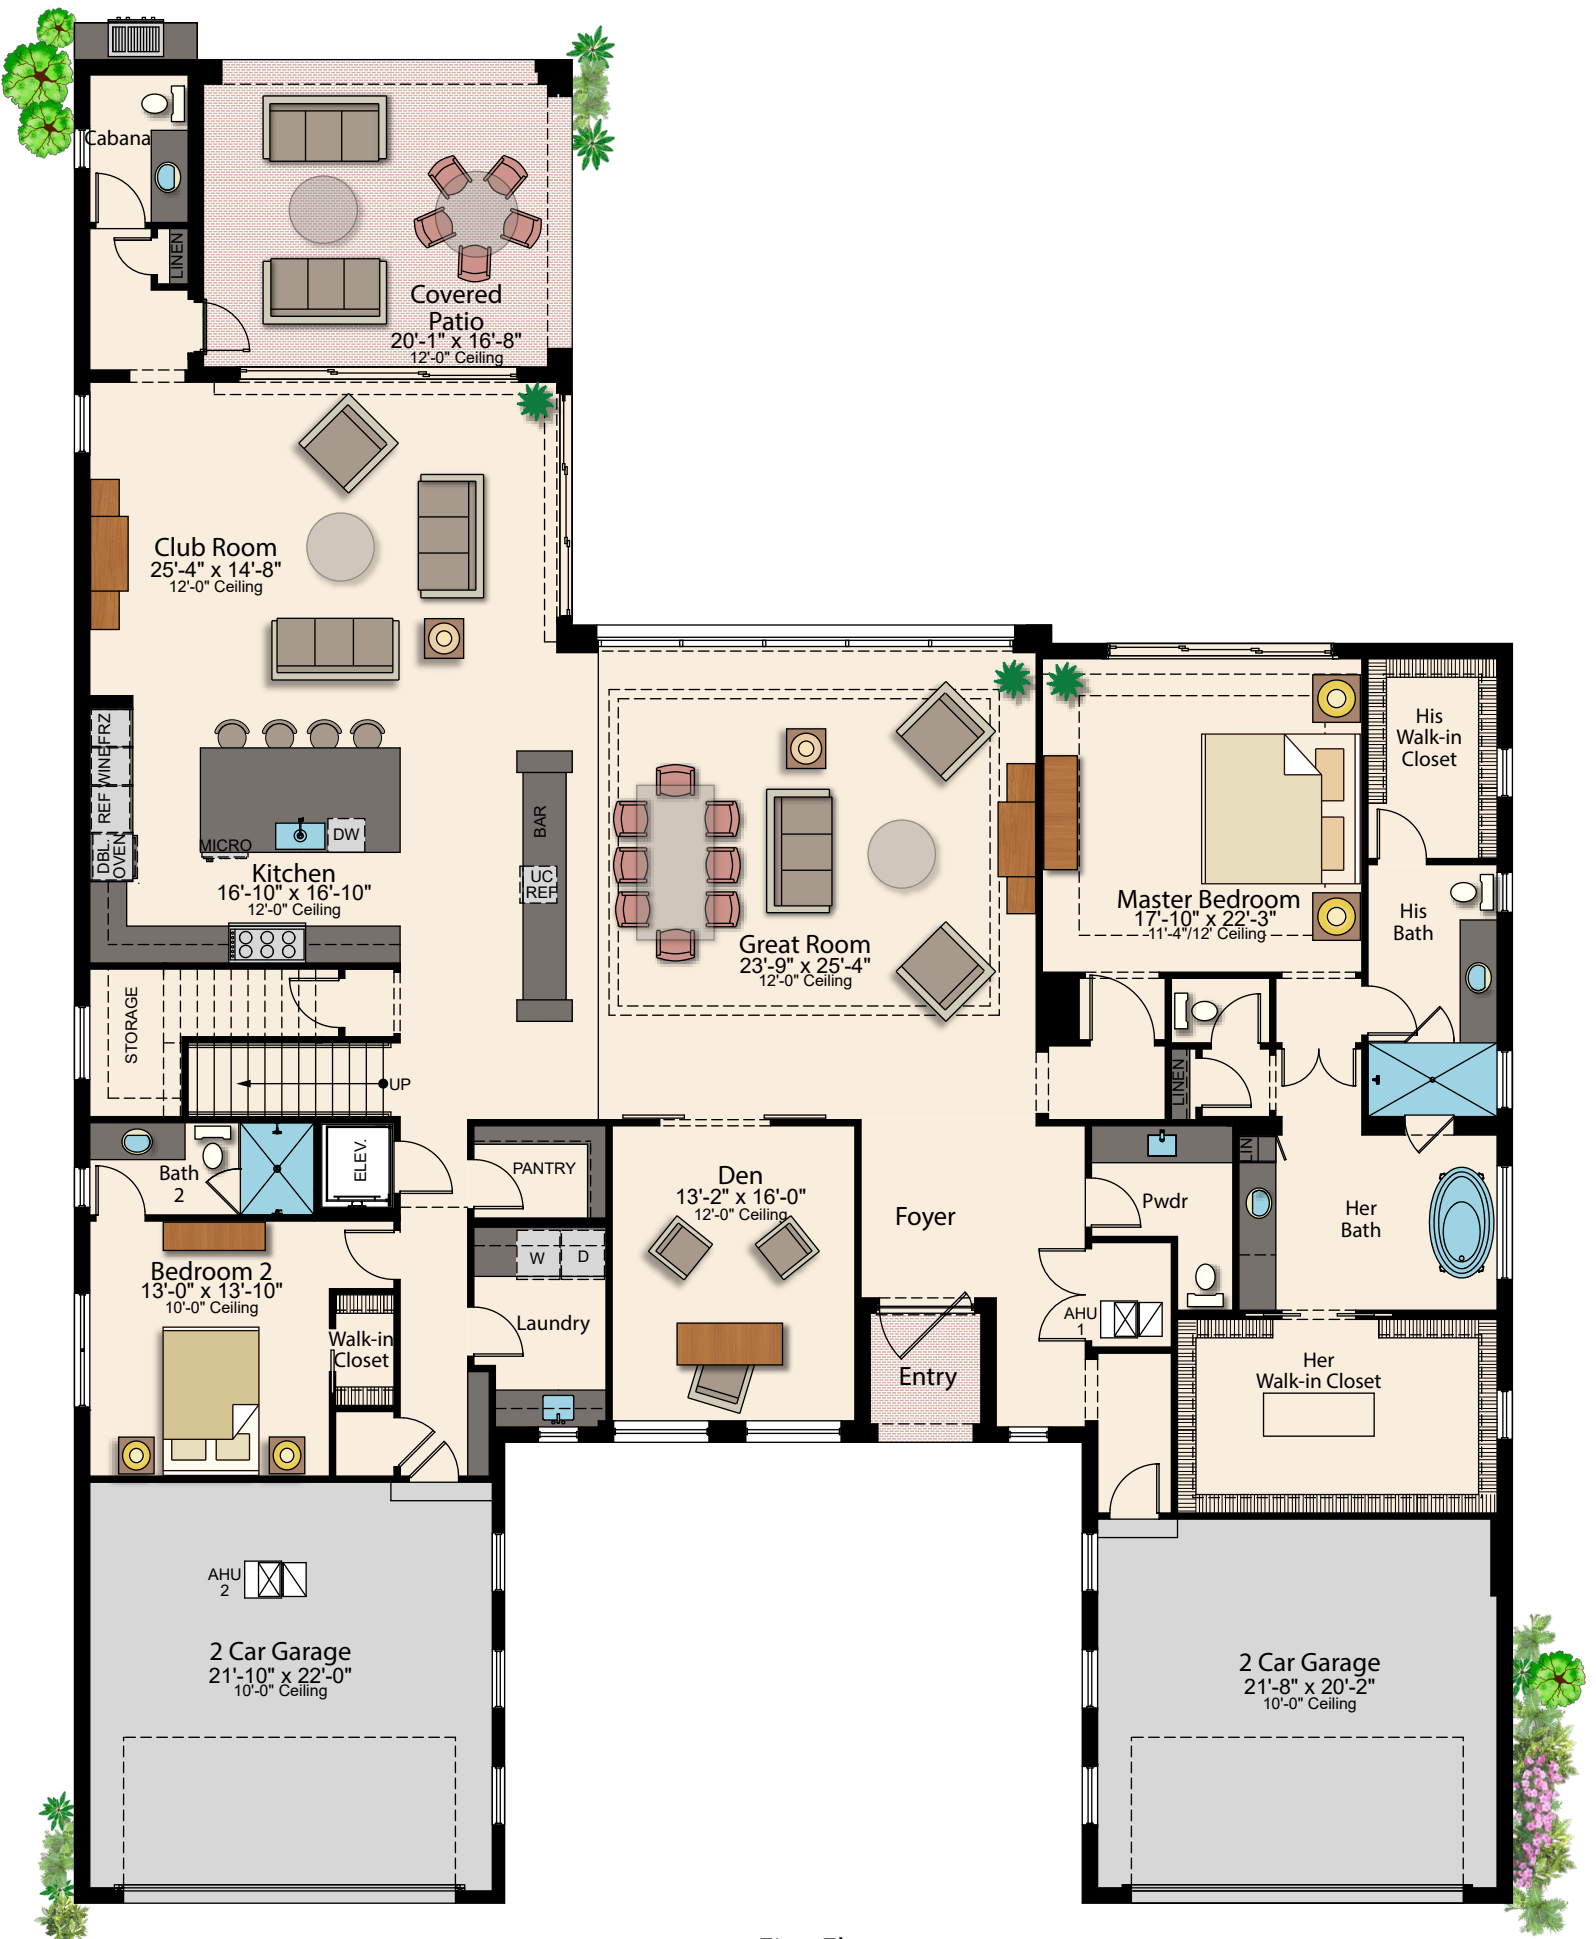 Cabana
LINEN
Covered
Patio
20'-1" x 16'-8"
12'-0" Ceiling
Club Room
25'-4" x 14'-8"
12'-0" Ceiling
FRZ
WINE
REF
DBL.
OVEN
MICRO
DW
Kitchen
16'-10" x 16'-10"
12'-0" Ceiling
BAR
UC
REF
Great Room
23'-9" x 25'-4"
12'-0" Ceiling
Master Bedroom
17'-10" x 22'-3"
11'-4"/12' Ceiling
His
Walk-in
Closet
His
Bath
STORAGE
UP
LINEN
ELEV.
Bath
2
PANTRY
Den
13'-2" x 16'-0"
12'-0" Ceiling
Foyer
Pwdr
LIN
Her
Bath
Bedroom 2
13'-0" x 13'-10"
10'-0" Ceiling
W
D
Laundry
Walk-in
Closet
Entry
AHU
1
Her
Walk-in Closet
AHU
2
2 Car Garage
21'-10" x 22'-0"
10'-0" Ceiling
2 Car Garage
21'-8" x 20'-2"
10'-0" Ceiling